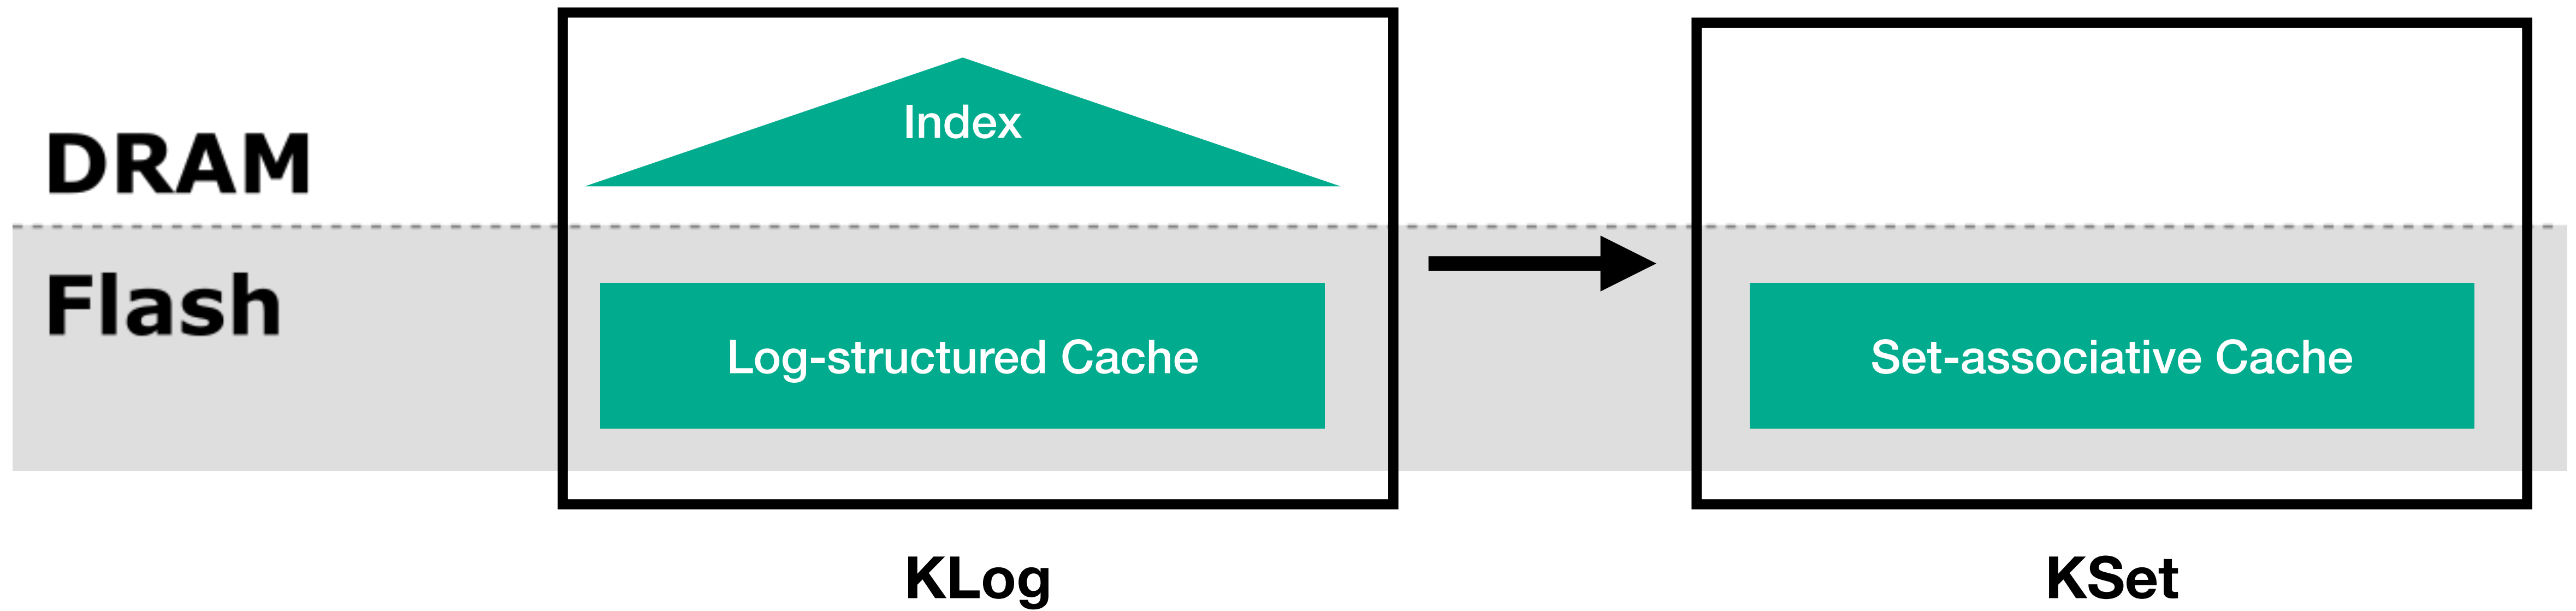 DRAM
Index
Flash
Log-structured Cache
Set-associative Cache
KLog
KSet